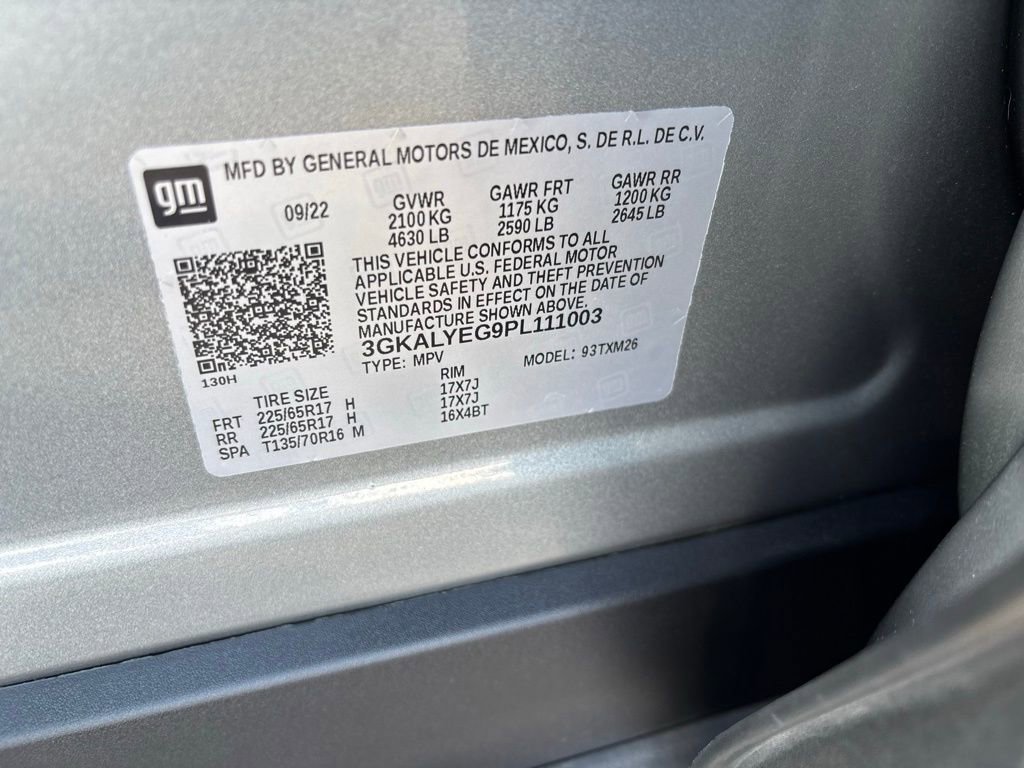 gm
MFD BY GENERAL MOTORS DE MEXICO, S. DE R.L. DE C.V.
09/22
GVWR
2100 KG
4630 LB
GAWR FRT
1175 KG
2590 LB
GAWR RR
1200 KG
2645 LB
THIS VEHICLE CONFORMS TO ALL
APPLICABLE U.S. FEDERAL MOTOR
VEHICLE SAFETY AND THEFT PREVENTION
STANDARDS IN EFFECT ON THE DATE OF
MANUFACTURE SHOWN ABOVE.
3GKALYEG9PL111003
TYPE: MPV MODEL: 93TXM26
130H
TIRE SIZE RIM
FRT 225/65R17 H 17X7J
RR 225/65R17 H 17X7J
SPA T135/70R16 M 16X4BT